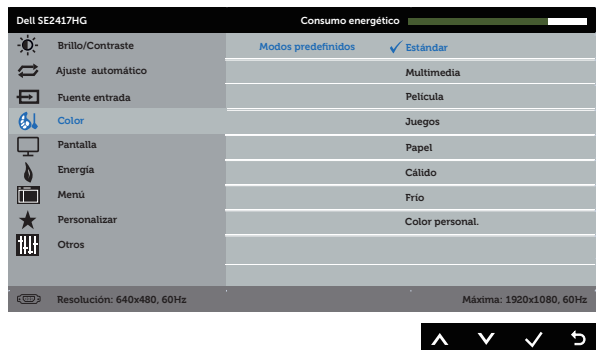 Dell SE2417HG Consumo energético
Brillo/Contraste Modos predefinidos Estándar
Ajuste automático Multimedia
Fuente entrada Película
Color Juegos
Pantalla Papel
Energía Cálido
Menú Frío
Personalizar Color personal.
Otros
Resolución: 640x480, 60Hz Máxima: 1920x1080, 60Hz